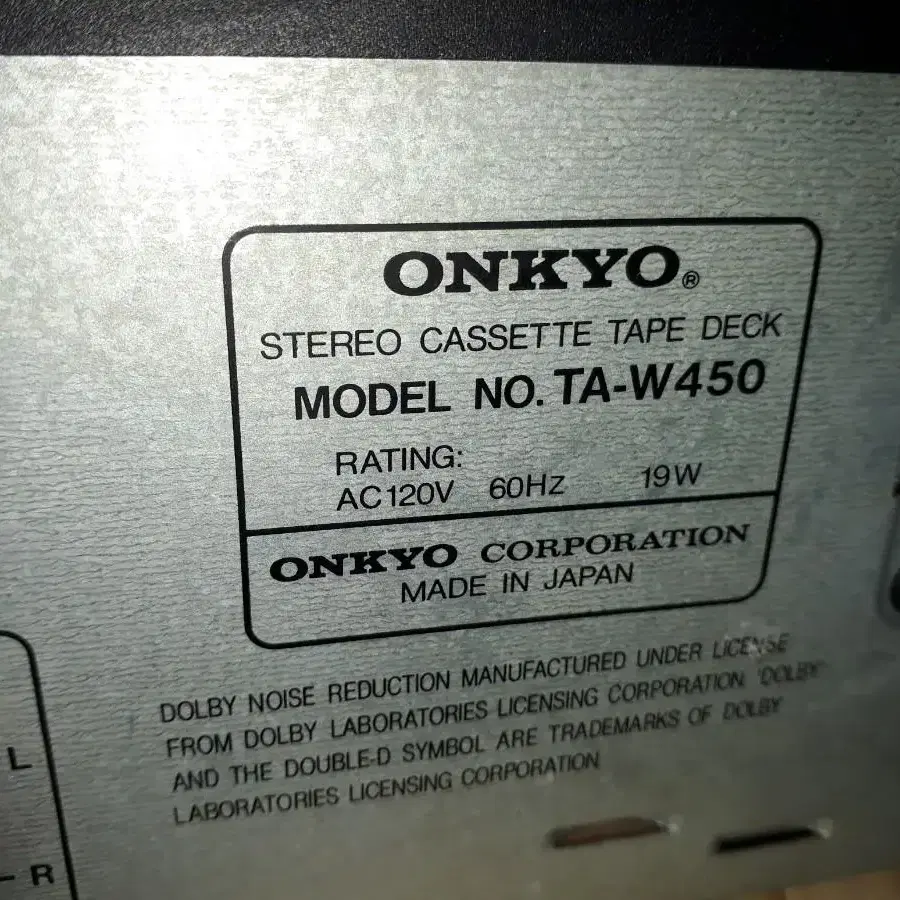 ONKYO®
STEREO CASSETTE TAPE DECK
MODEL NO. TA-W450
RATING:
AC120V 60Hz 19W
ONKYO CORPORATION
MADE IN JAPAN
DOLBY NOISE REDUCTION MANUFACTURED UNDER LICENSE
FROM DOLBY LABORATORIES LICENSING CORPORATION 'DOLBY'
AND THE DOUBLE-D SYMBOL ARE TRADEMARKS OF DOLBY
LABORATORIES LICENSING CORPORATION
L
R